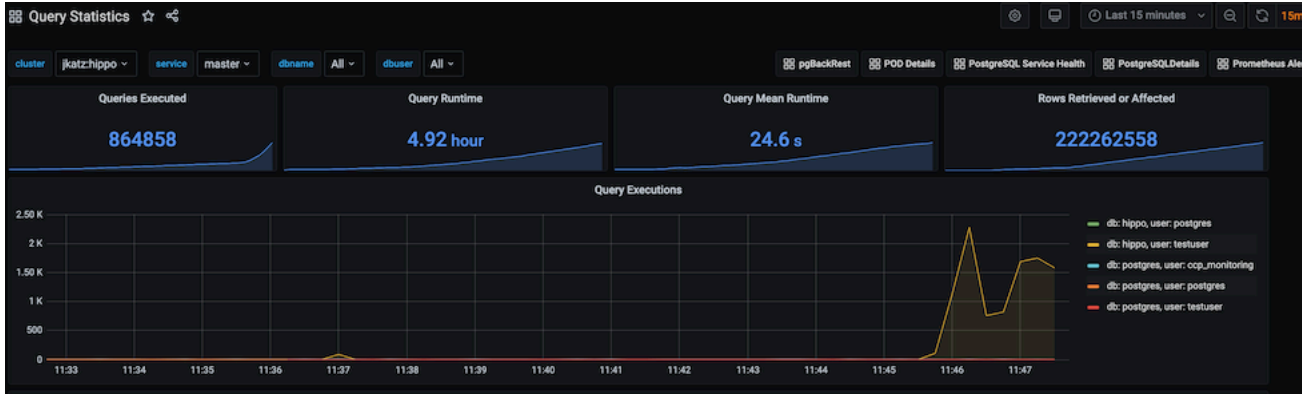 Query Statistics
Last 15 minutes
15m
cluster jkatz:hippo service master dbname All dbuser All
pgBackRest POD Details PostgreSQL Service Health PostgreSQLDetails Prometheus Ale
Queries Executed Query Runtime Query Mean Runtime Rows Retrieved or Affected
864858 4.92 hour 24.6 s 222262558
Query Executions
2.50 K
2 K
1.50 K
1 K
500
0
11:33 11:34 11:35 11:36 11:37 11:38 11:39 11:40 11:41 11:42 11:43 11:44 11:45 11:46 11:47
db: hippo, user: postgres
db: hippo, user: testuser
db: postgres, user: ccp_monitoring
db: postgres, user: postgres
db: postgres, user: testuser